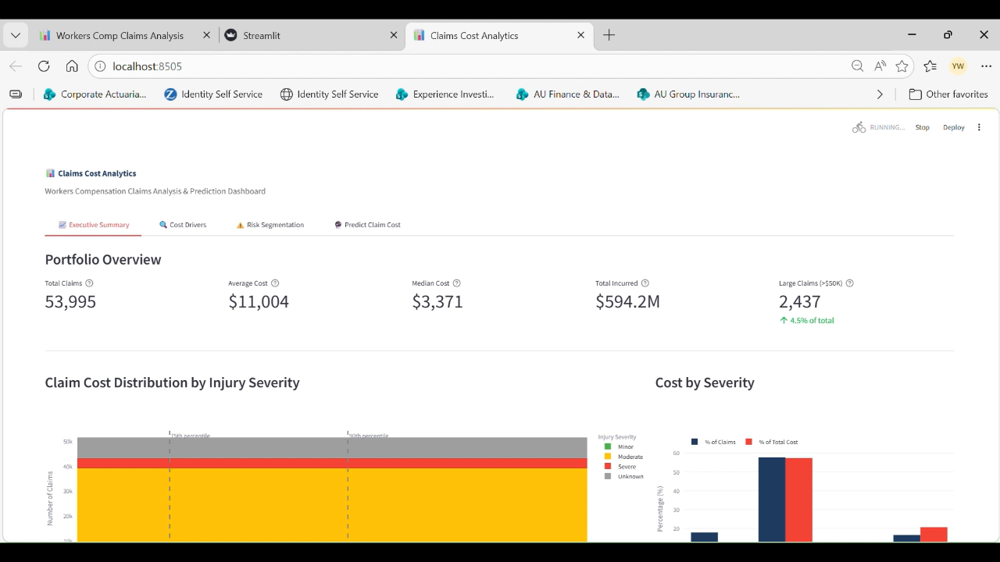 Workers Comp Claims Analysis
Streamlit
Claims Cost Analytics
localhost:8505
YW
Corporate Actuaria...
Identity Self Service
Identity Self Service
Experience Investi...
AU Finance & Data...
AU Group Insuranc...
Other favorites
RUNNING...
Stop
Deploy
Claims Cost Analytics
Workers Compensation Claims Analysis & Prediction Dashboard
Executive Summary
Cost Drivers
Risk Segmentation
Predict Claim Cost
Portfolio Overview
Total Claims
53,995
Average Cost
$11,004
Median Cost
$3,371
Total Incurred
$594.2M
Large Claims (>$50K)
2,437
4.5% of total
Claim Cost Distribution by Injury Severity
75th percentile
90th percentile
50k
40k
30k
20k
10k
Number of Claims
Injury Severity
Minor
Moderate
Severe
Unknown
Cost by Severity
% of Claims
% of Total Cost
60
50
40
30
20
Percentage (%)